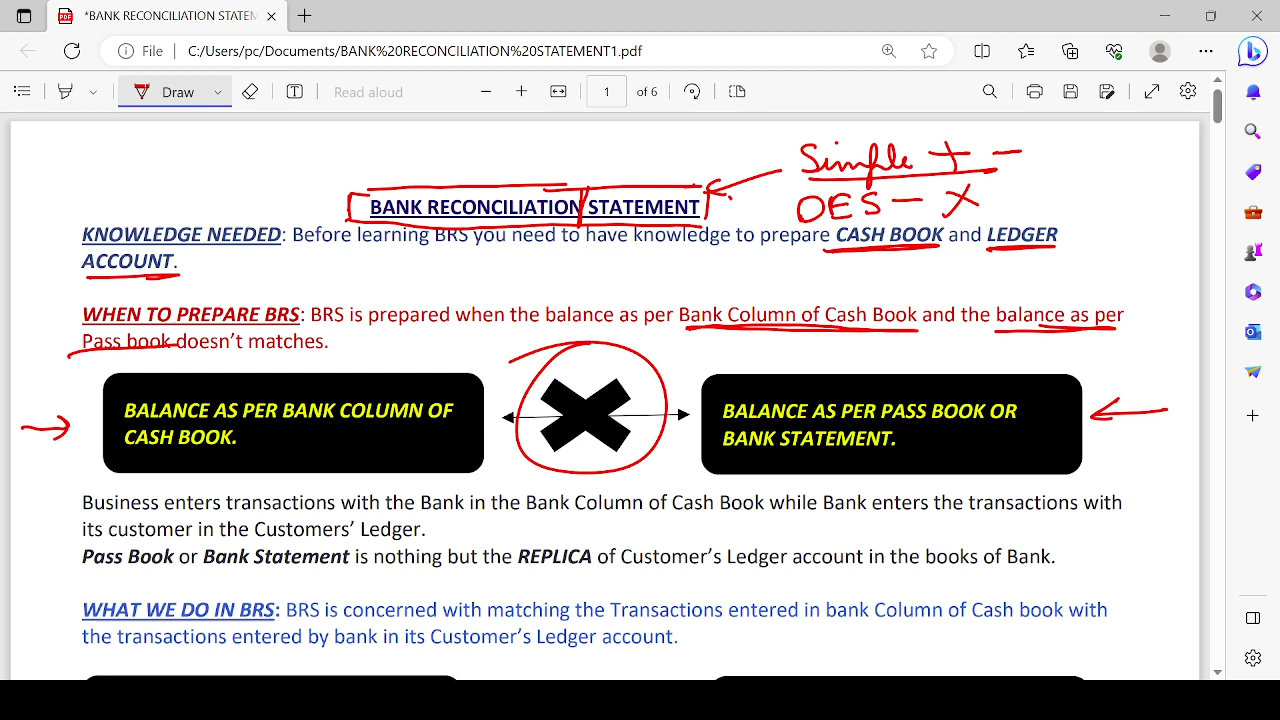 *BANK RECONCILIATION STATEM
File
C:/Users/pc/Documents/BANK%20RECONCILIATION%20STATEMENT1.pdf
Draw
Read aloud
1
of 6
Simple + -
DES - X
BANK RECONCILIATION STATEMENT
KNOWLEDGE NEEDED: Before learning BRS you need to have knowledge to prepare CASH BOOK and LEDGER
ACCOUNT.
WHEN TO PREPARE BRS: BRS is prepared when the balance as per Bank Column of Cash Book and the balance as per
Pass book doesn't matches.
BALANCE AS PER BANK COLUMN OF
CASH BOOK.
BALANCE AS PER PASS BOOK OR
BANK STATEMENT.
Business enters transactions with the Bank in the Bank Column of Cash Book while Bank enters the transactions with
its customer in the Customers' Ledger.
Pass Book or Bank Statement is nothing but the REPLICA of Customer's Ledger account in the books of Bank.
WHAT WE DO IN BRS: BRS is concerned with matching the Transactions entered in bank Column of Cash book with
the transactions entered by bank in its Customer's Ledger account.